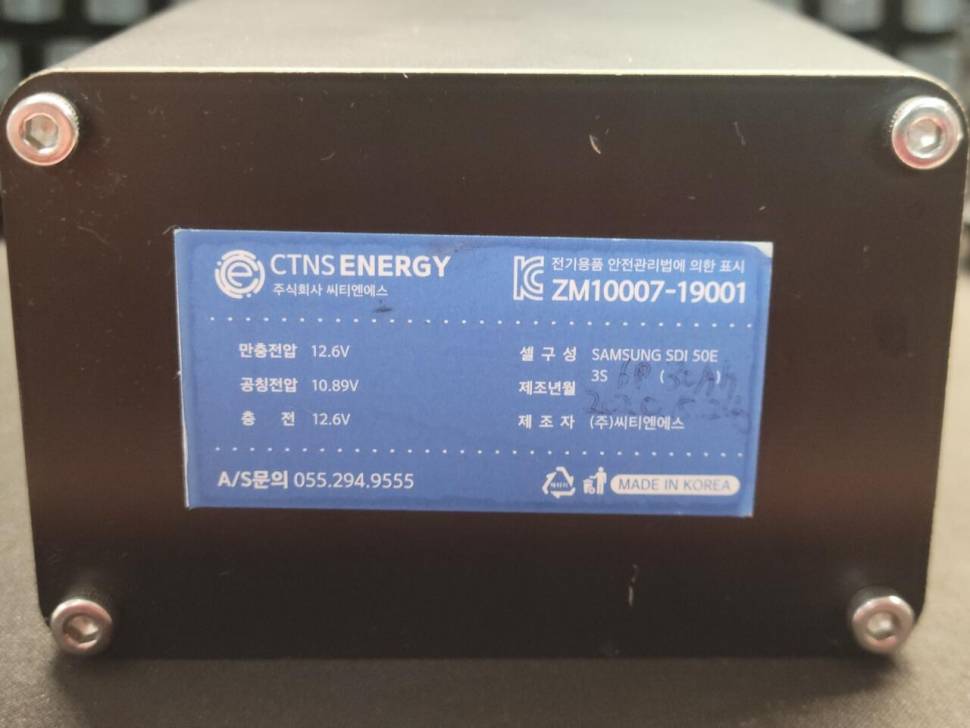 CTNS ENERGY
주식회사 씨티엔에스
전기용품 안전관리법에 의한 표시
ZM10007-19001
만충전압 12.6V
공칭전압 10.89V
충 전 12.6V
셀 구 성 SAMSUNG SDI 50E
3S 6P (30Ah)
제조년월
제 조 자 (주)씨티엔에스
A/S문의 055.294.9555
MADE IN KOREA